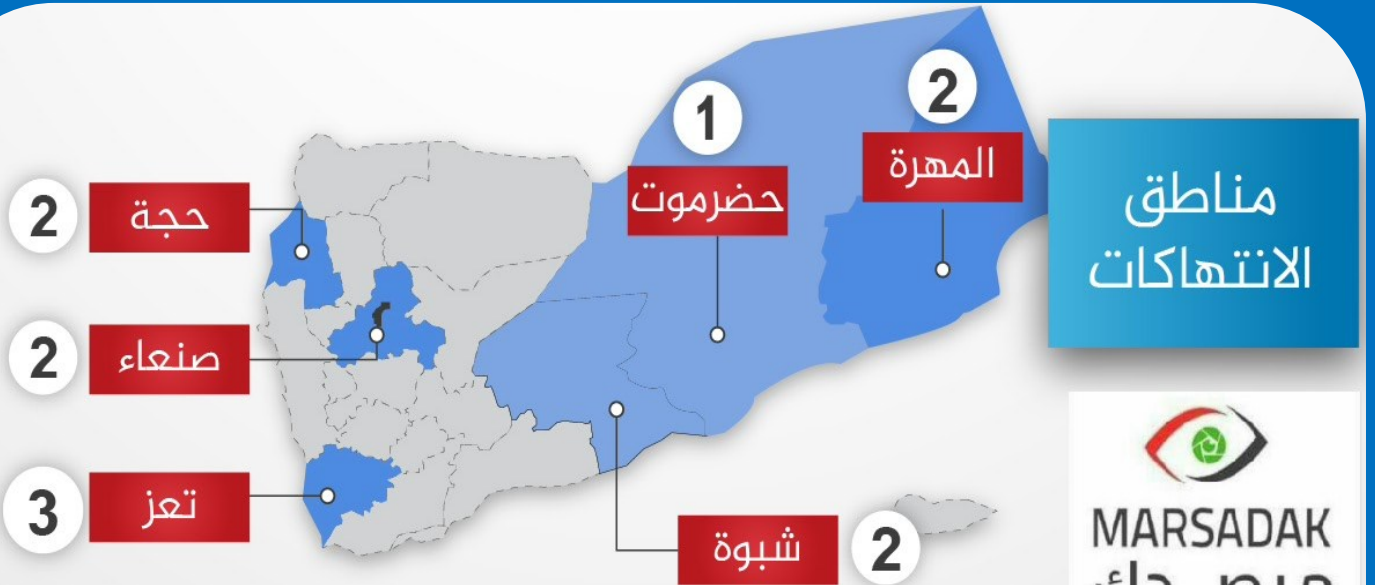 مناطق
الانتهاكات
2
المهرة
1
حضرموت
2
حجة
2
صنعاء
3
تعز
2
شبوة
MARSADAK